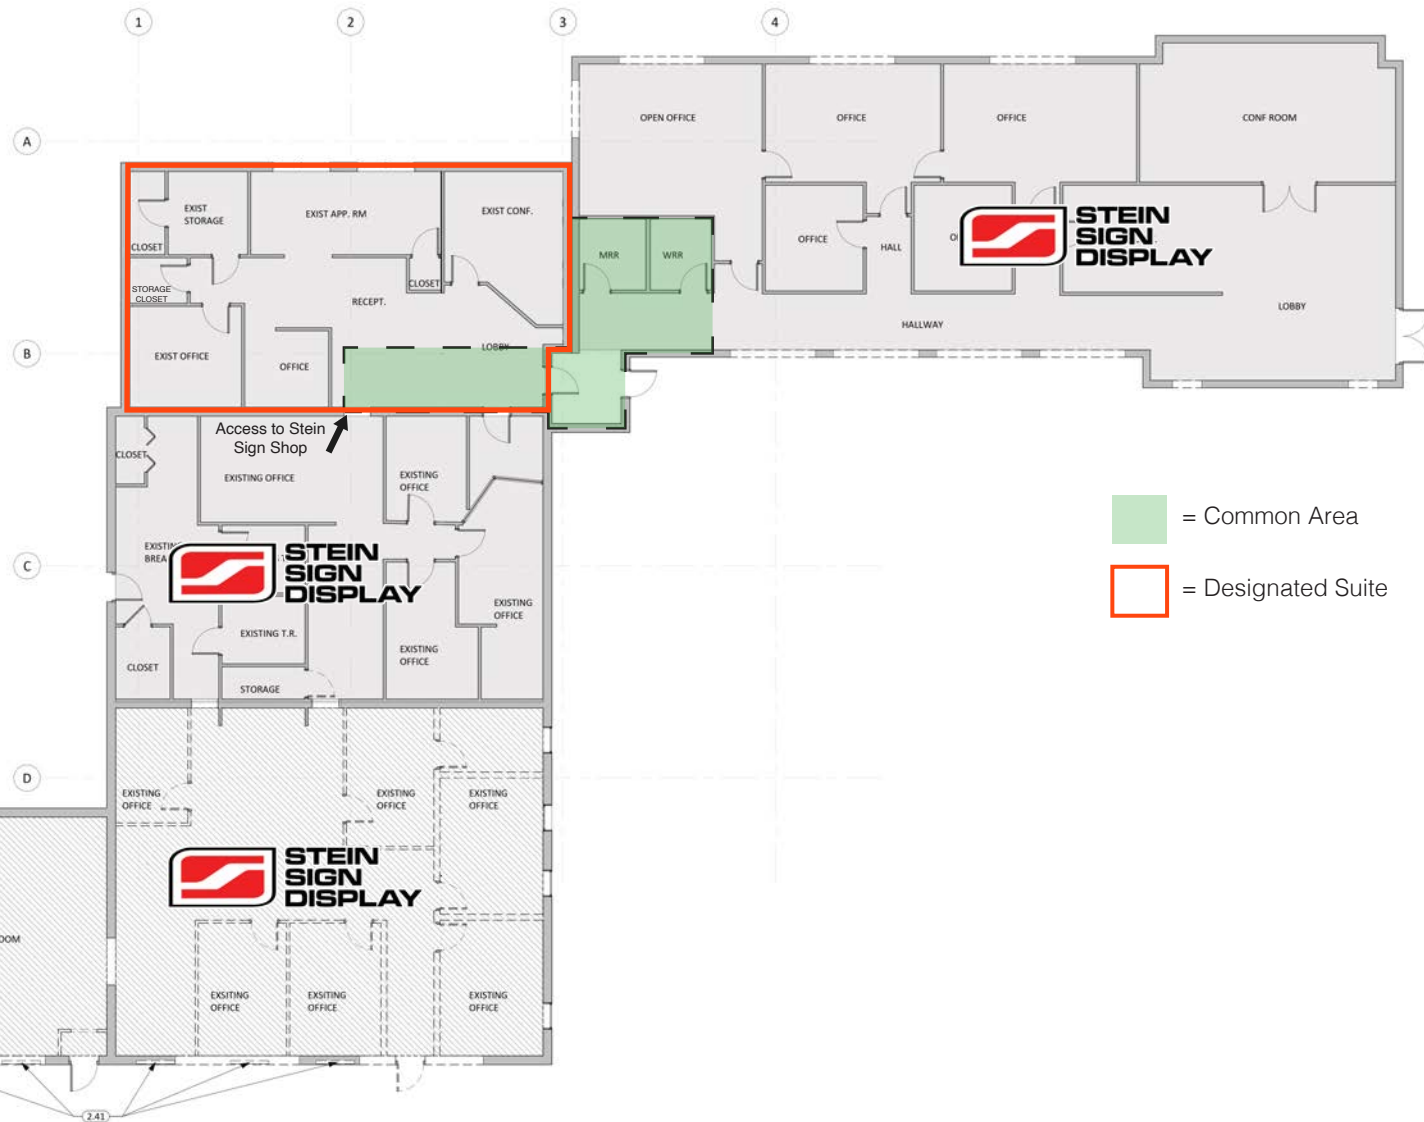 1
2
3
4
A
B
C
D
OPEN OFFICE
OFFICE
OFFICE
CONF ROOM
EXIST
STORAGE
EXIST APP. RM
EXIST CONF.
CLOSET
STORAGE
CLOSET
CLOSET
RECEPT.
MRR
WRR
OFFICE
HALL
STEIN
SIGN
DISPLAY
LOBBY
HALLWAY
EXIST OFFICE
OFFICE
LOBBY
Access to Stein
Sign Shop
CLOSET
EXISTING OFFICE
EXISTING
OFFICE
= Common Area
= Designated Suite
STEIN
SIGN
DISPLAY
EXISTING
OFFICE
EXISTING T.R.
EXISTING
OFFICE
CLOSET
STORAGE
EXISTING
OFFICE
EXISTING
OFFICE
EXISTING
OFFICE
STEIN
SIGN
DISPLAY
OOM
EXSITING
OFFICE
EXSITING
OFFICE
EXISTING
OFFICE
2.41